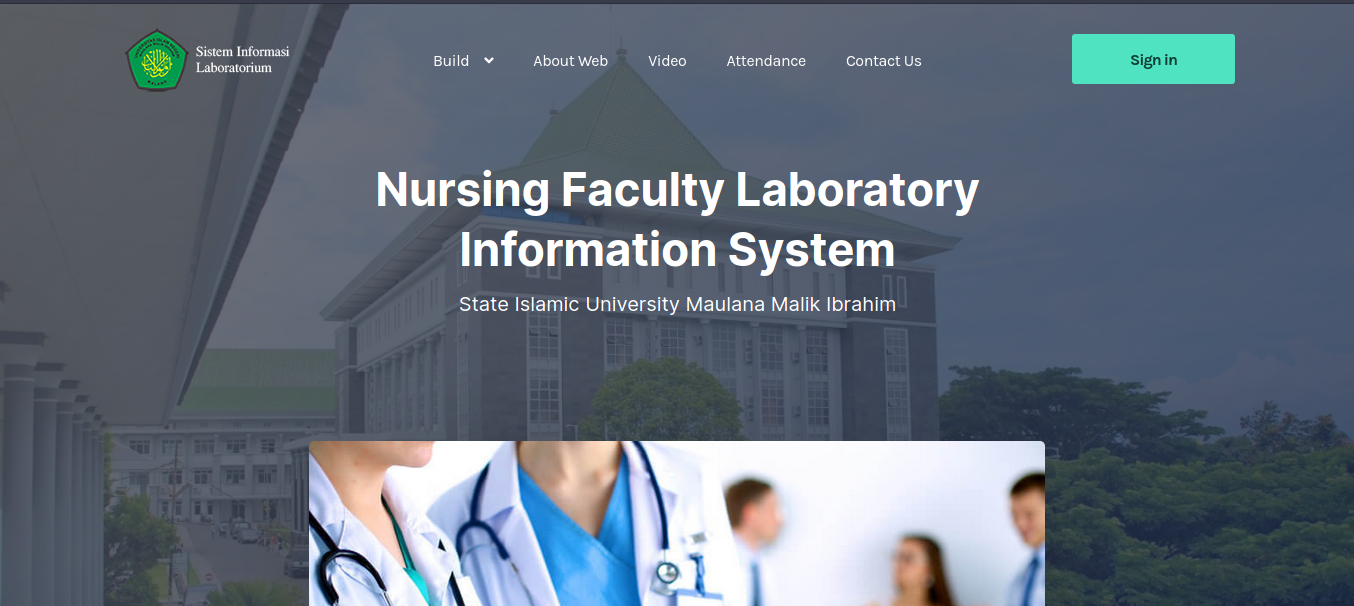 Sistem Informasi
Laboratorium
Build
About Web
Video
Attendance
Contact Us
Sign in
Nursing Faculty Laboratory
Information System
State Islamic University Maulana Malik Ibrahim